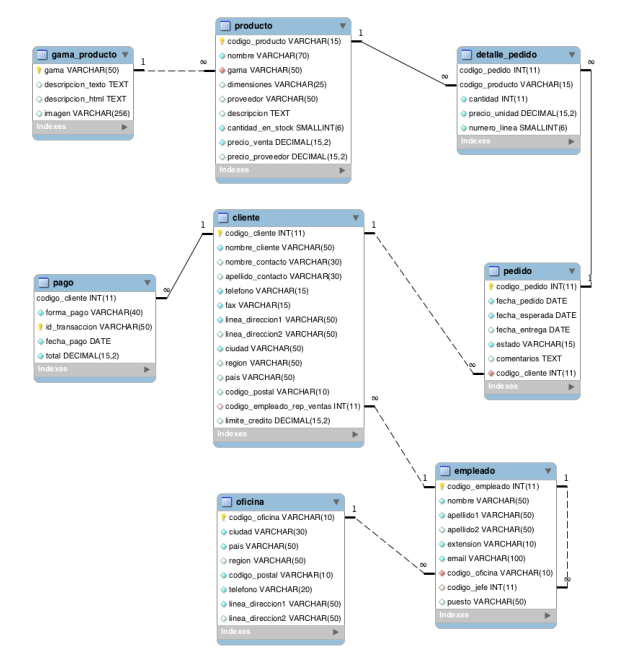 gama_producto
gama VARCHAR(50)
descripcion_texto TEXT
descripcion_html TEXT
imagen VARCHAR(256)
Indexes
1
∞
producto
codigo_producto VARCHAR(15)
nombre VARCHAR(70)
gama VARCHAR(50)
dimensiones VARCHAR(25)
proveedor VARCHAR(50)
descripcion TEXT
cantidad_en_stock SMALLINT(6)
precio_venta DECIMAL(15,2)
precio_proveedor DECIMAL(15,2)
Indexes
1
∞
detalle_pedido
codigo_pedido INT(11)
codigo_producto VARCHAR(15)
cantidad INT(11)
precio_unidad DECIMAL(15,2)
numero_linea SMALLINT(6)
Indexes
∞
1
cliente
codigo_cliente INT(11)
nombre_cliente VARCHAR(50)
nombre_contacto VARCHAR(30)
apellido_contacto VARCHAR(30)
telefono VARCHAR(15)
fax VARCHAR(15)
linea_direccion1 VARCHAR(50)
linea_direccion2 VARCHAR(50)
ciudad VARCHAR(50)
region VARCHAR(50)
pais VARCHAR(50)
codigo_postal VARCHAR(10)
codigo_empleado_rep_ventas INT(11)
limite_credito DECIMAL(15,2)
Indexes
1
∞
pago
codigo_cliente INT(11)
forma_pago VARCHAR(40)
id_transaccion VARCHAR(50)
fecha_pago DATE
total DECIMAL(15,2)
Indexes
∞
1
pedido
codigo_pedido INT(11)
fecha_pedido DATE
fecha_esperada DATE
fecha_entrega DATE
estado VARCHAR(15)
comentarios TEXT
codigo_cliente INT(11)
Indexes
1
∞
oficina
codigo_oficina VARCHAR(10)
ciudad VARCHAR(30)
pais VARCHAR(50)
region VARCHAR(50)
codigo_postal VARCHAR(10)
telefono VARCHAR(20)
linea_direccion1 VARCHAR(50)
linea_direccion2 VARCHAR(50)
Indexes
1
∞
empleado
codigo_empleado INT(11)
nombre VARCHAR(50)
apellido1 VARCHAR(50)
apellido2 VARCHAR(50)
extension VARCHAR(10)
email VARCHAR(100)
codigo_oficina VARCHAR(10)
codigo_jefe INT(11)
puesto VARCHAR(50)
Indexes
1
∞